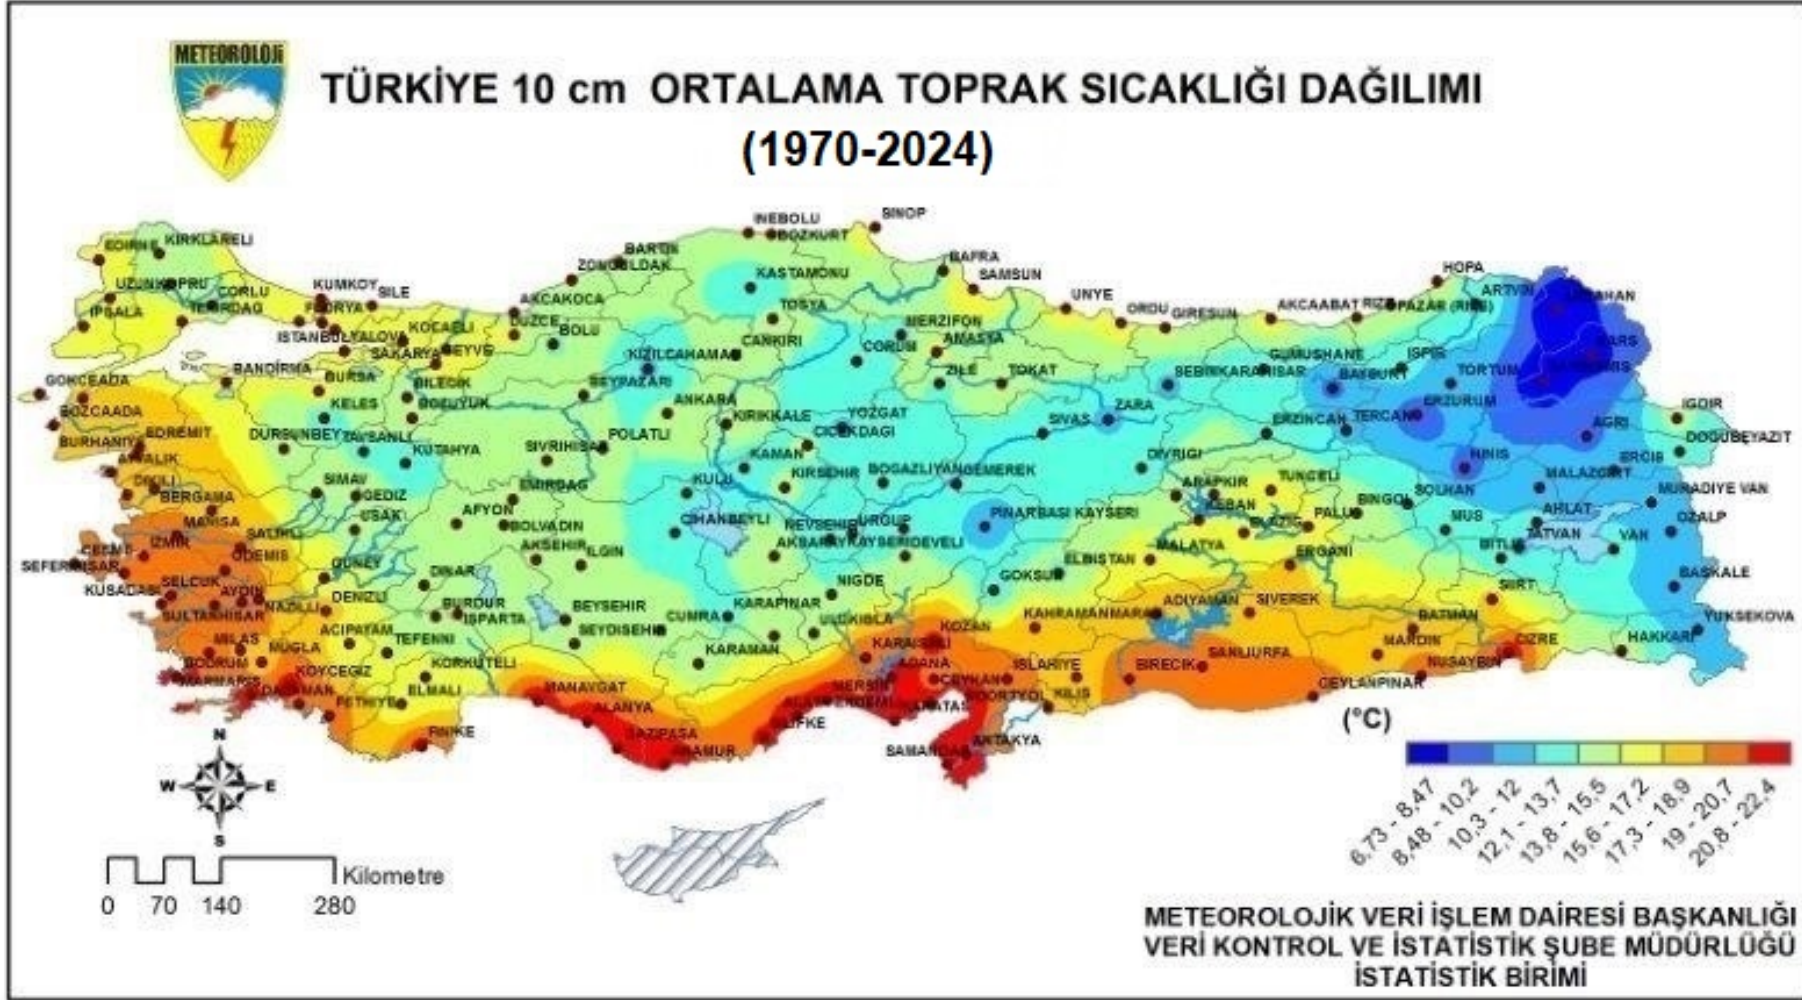 METEOROLOJİ
TÜRKİYE 10 cm ORTALAMA TOPRAK SICAKLIĞI DAĞILIMI
(1970-2024)
SINOP
INEBOLU
BOZKURT
KIRKLARELI
EDIRNE
BARTIN
ZONGULDAK
BAFRA
KASTAMONU
SAMSUN
HOPA
UZUNKOPRU
CORLU
KUMKOY
SILE
AKCAKOCA
TOSYA
UNYE
ORDU
GIRESUN
AKCAABAT
RIZE
PAZAR (RIZE)
ARTVIN
IPSALA
DUZCE
BOLU
KOCAELI
ISTANBUL
YALOVA
SAKARYA
GEYVE
MERZIFON
AMASYA
CORUM
CANKIRI
KIZILCAHAMAM
KARS
GUMUSHANE
ISPIR
TORTUM
BANDIRMA
BURSA
BILECIK
BEYPAZARI
ZILE
TOKAT
SEBINKARAHISAR
BAYBURT
GOKCEADA
BOZCAADA
KELES
BOZUYUK
ANKARA
KIRIKKALE
YOZGAT
CICEKDAGI
SIVAS
ZARA
ERZINCAN
TERCAN
ERZURUM
AGRI
IGDIR
DOGUBEYAZIT
EDREMIT
BURHANIYE
DURSUNBEY
TAVSANLI
KUTAHYA
SIVRIHISAR
POLATLI
KAMAN
KIRSEHIR
BOGAZLIYAN
GEMEREK
DIVRIGI
HINIS
ERCIS
MALAZGIRT
AYVALIK
DIKILI
BERGAMA
SIMAV
GEDIZ
EMIRDAG
KULU
ARAPKIR
TUNCELI
BINGOL
SOLHAN
MURADIYE VAN
MANISA
SALIHLI
USAK
AFYON
BOLVADIN
CIHANBEYLI
NEVSEHIR
URGUP
PINARBASI KAYSERI
KEBAN
ELAZIG
PALU
MUS
AHLAT
TATVAN
OZALP
VAN
CESME
IZMIR
ODEMIS
GUNEY
AKSEHIR
ILGIN
AKSARAY
KAYSERI
DEVELI
ELBISTAN
MALATYA
ERGANI
BITLIS
SEFERIHISAR
KUSADASI
SELCUK
AYDIN
NAZILLI
DENIZLI
DINAR
BURDUR
ISPARTA
BEYSEHIR
NIGDE
GOKSUN
SIIRT
BASKALE
SULTANHISAR
CUMRA
KARAPINAR
ULUKISLA
KOZAN
KAHRAMANMARAS
ADIYAMAN
SIVEREK
BATMAN
YUKSEKOVA
MILAS
MUGLA
ACIPAYAM
TEFENNI
SEYDISEHIR
KARAMAN
KARAISALI
MARDIN
CIZRE
HAKKARI
BODRUM
MARMARIS
KOYCEGIZ
DALAMAN
FETHIYE
KORKUTELI
ELMALI
MANAVGAT
ALANYA
MERSIN
ADANA
CEYHAN
ISLAHIYE
BIRECIK
SANLIURFA
NUSAYBIN
CEYLANPINAR
FINIKE
GAZIPASA
ANAMUR
SILIFKE
ERDEMLI
KARATAS
DORTYOL
KILIS
SAMANDAG
ANTAKYA
N
W
E
S
(°C)
6,73 - 8,47
8,48 - 10,2
10,3 - 12
12,1 - 13,7
13,8 - 15,5
15,6 - 17,2
17,3 - 18,9
19 - 20,7
20,8 - 22,4
Kilometre
0 70 140 280
METEOROLOJİK VERİ İŞLEM DAİRESİ BAŞKANLIĞI
VERİ KONTROL VE İSTATİSTİK ŞUBE MÜDÜRLÜĞÜ
İSTATİSTİK BİRİMİ